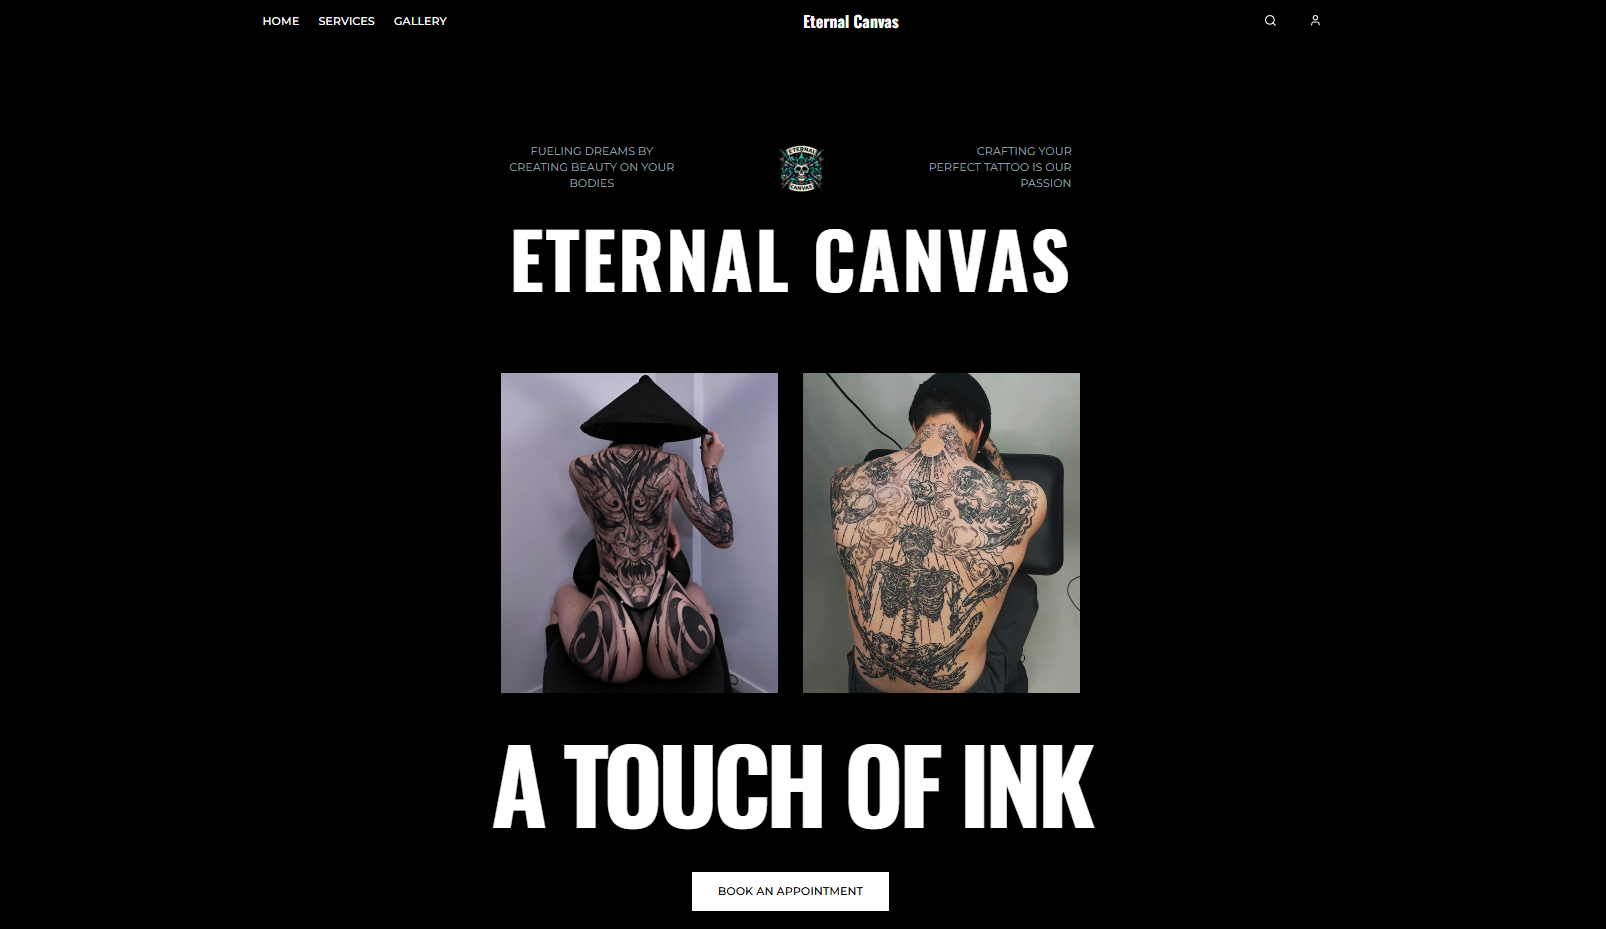 HOME SERVICES GALLERY
Eternal Canvas
FUELING DREAMS BY
CREATING BEAUTY ON YOUR
BODIES
ETERNAL
CANVAS
CRAFTING YOUR
PERFECT TATTOO IS OUR
PASSION
ETERNAL CANVAS
A TOUCH OF INK
BOOK AN APPOINTMENT